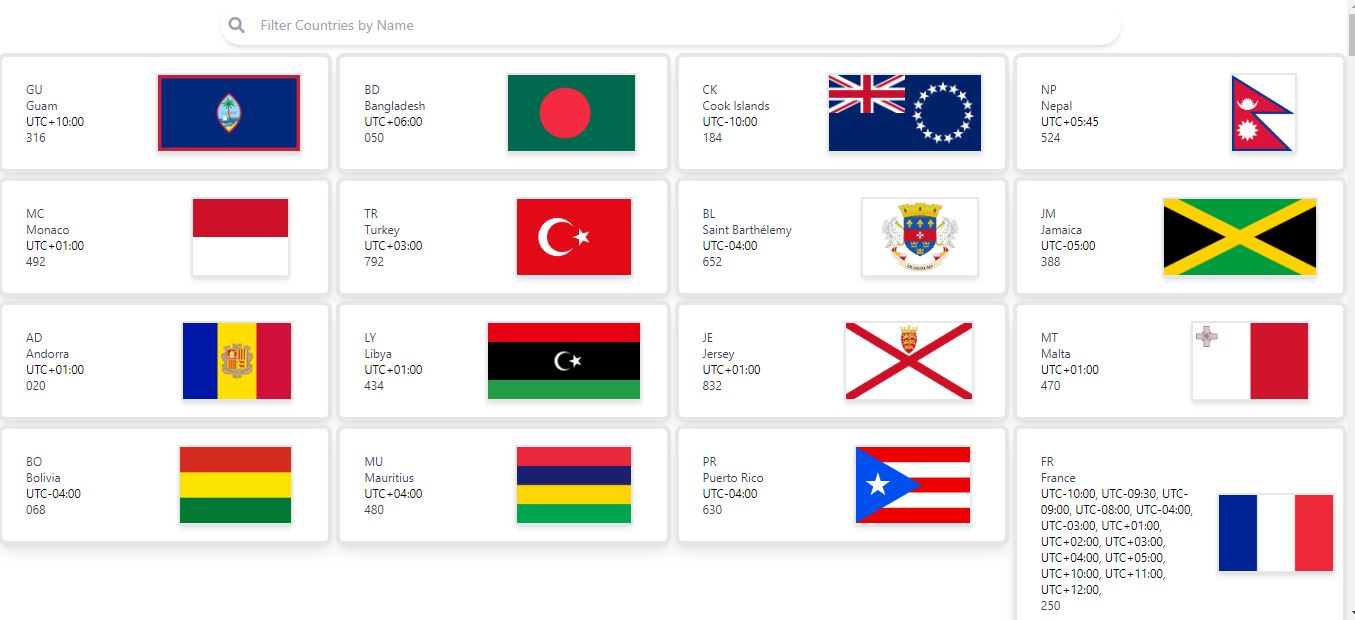 Filter Countries by Name
GU
Guam
UTC+10:00
316
BD
Bangladesh
UTC+06:00
050
CK
Cook Islands
UTC-10:00
184
NP
Nepal
UTC+05:45
524
MC
Monaco
UTC+01:00
492
TR
Turkey
UTC+03:00
792
BL
Saint Barthélemy
UTC-04:00
652
JM
Jamaica
UTC-05:00
388
AD
Andorra
UTC+01:00
020
LY
Libya
UTC+01:00
434
JE
Jersey
UTC+01:00
832
MT
Malta
UTC+01:00
470
BO
Bolivia
UTC-04:00
068
MU
Mauritius
UTC+04:00
480
PR
Puerto Rico
UTC-04:00
630
FR
France
UTC-10:00, UTC-09:30, UTC-
09:00, UTC-08:00, UTC-04:00,
UTC-03:00, UTC+01:00,
UTC+02:00, UTC+03:00,
UTC+04:00, UTC+05:00,
UTC+10:00, UTC+11:00,
UTC+12:00,
250